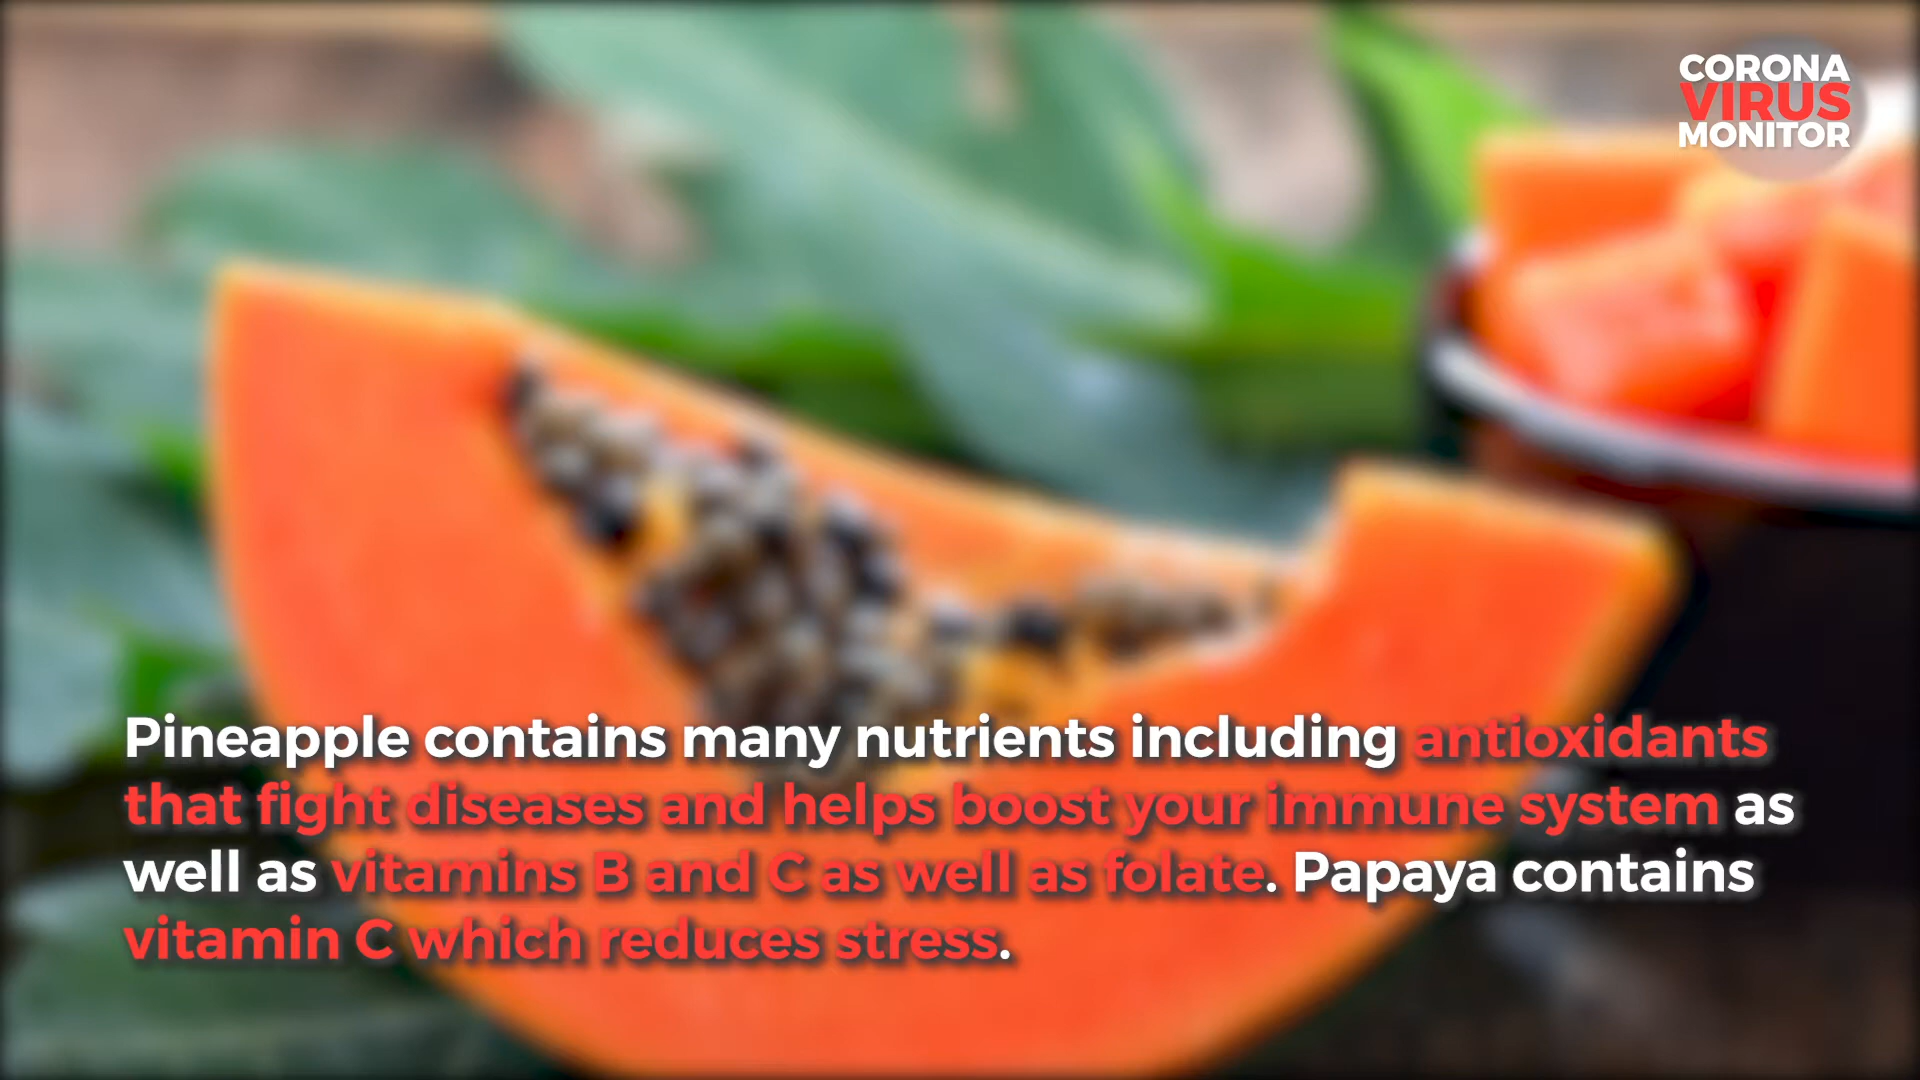 CORONA
VIRUS
MONITOR
Pineapple contains many nutrients including antioxidants
that fight diseases and helps boost your immune system as
well as vitamins B and C as well as folate. Papaya contains
vitamin C which reduces stress.